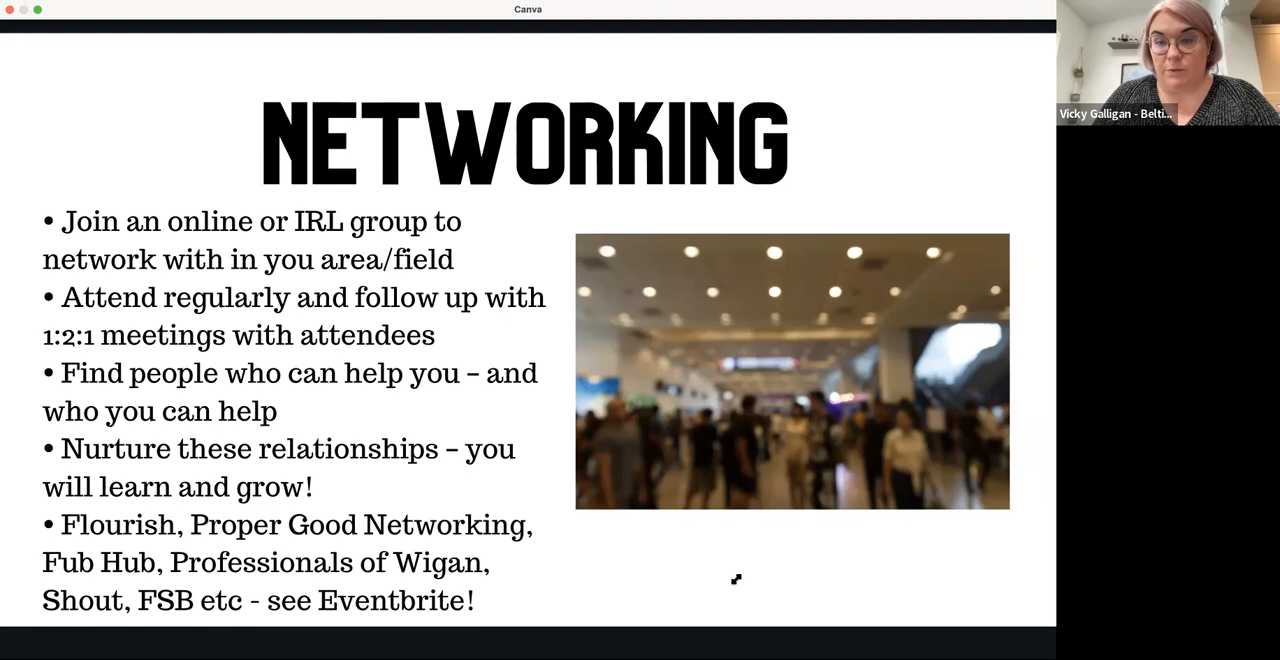 Canva
NETWORKING
• Join an online or IRL group to
network with in you area/field
• Attend regularly and follow up with
1:2:1 meetings with attendees
• Find people who can help you – and
who you can help
• Nurture these relationships – you
will learn and grow!
• Flourish, Proper Good Networking,
Fub Hub, Professionals of Wigan,
Shout, FSB etc - see Eventbrite!
Vicky Galligan - Belti...